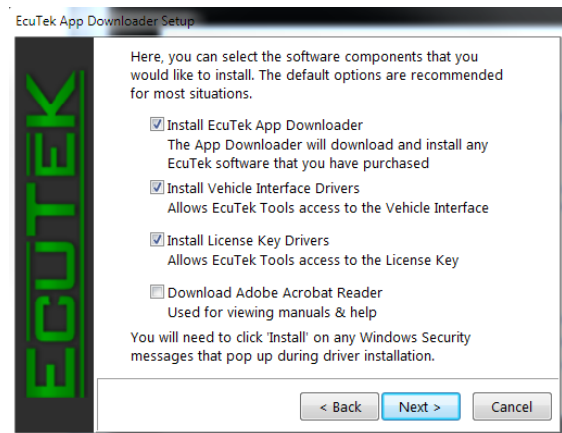 EcuTek App Downloader Setup
ECUTEK
Here, you can select the software components that you
would like to install. The default options are recommended
for most situations.
Install EcuTek App Downloader
The App Downloader will download and install any
EcuTek software that you have purchased
Install Vehicle Interface Drivers
Allows EcuTek Tools access to the Vehicle Interface
Install License Key Drivers
Allows EcuTek Tools access to the License Key
Download Adobe Acrobat Reader
Used for viewing manuals & help
You will need to click 'Install' on any Windows Security
messages that pop up during driver installation.
< Back Next > Cancel